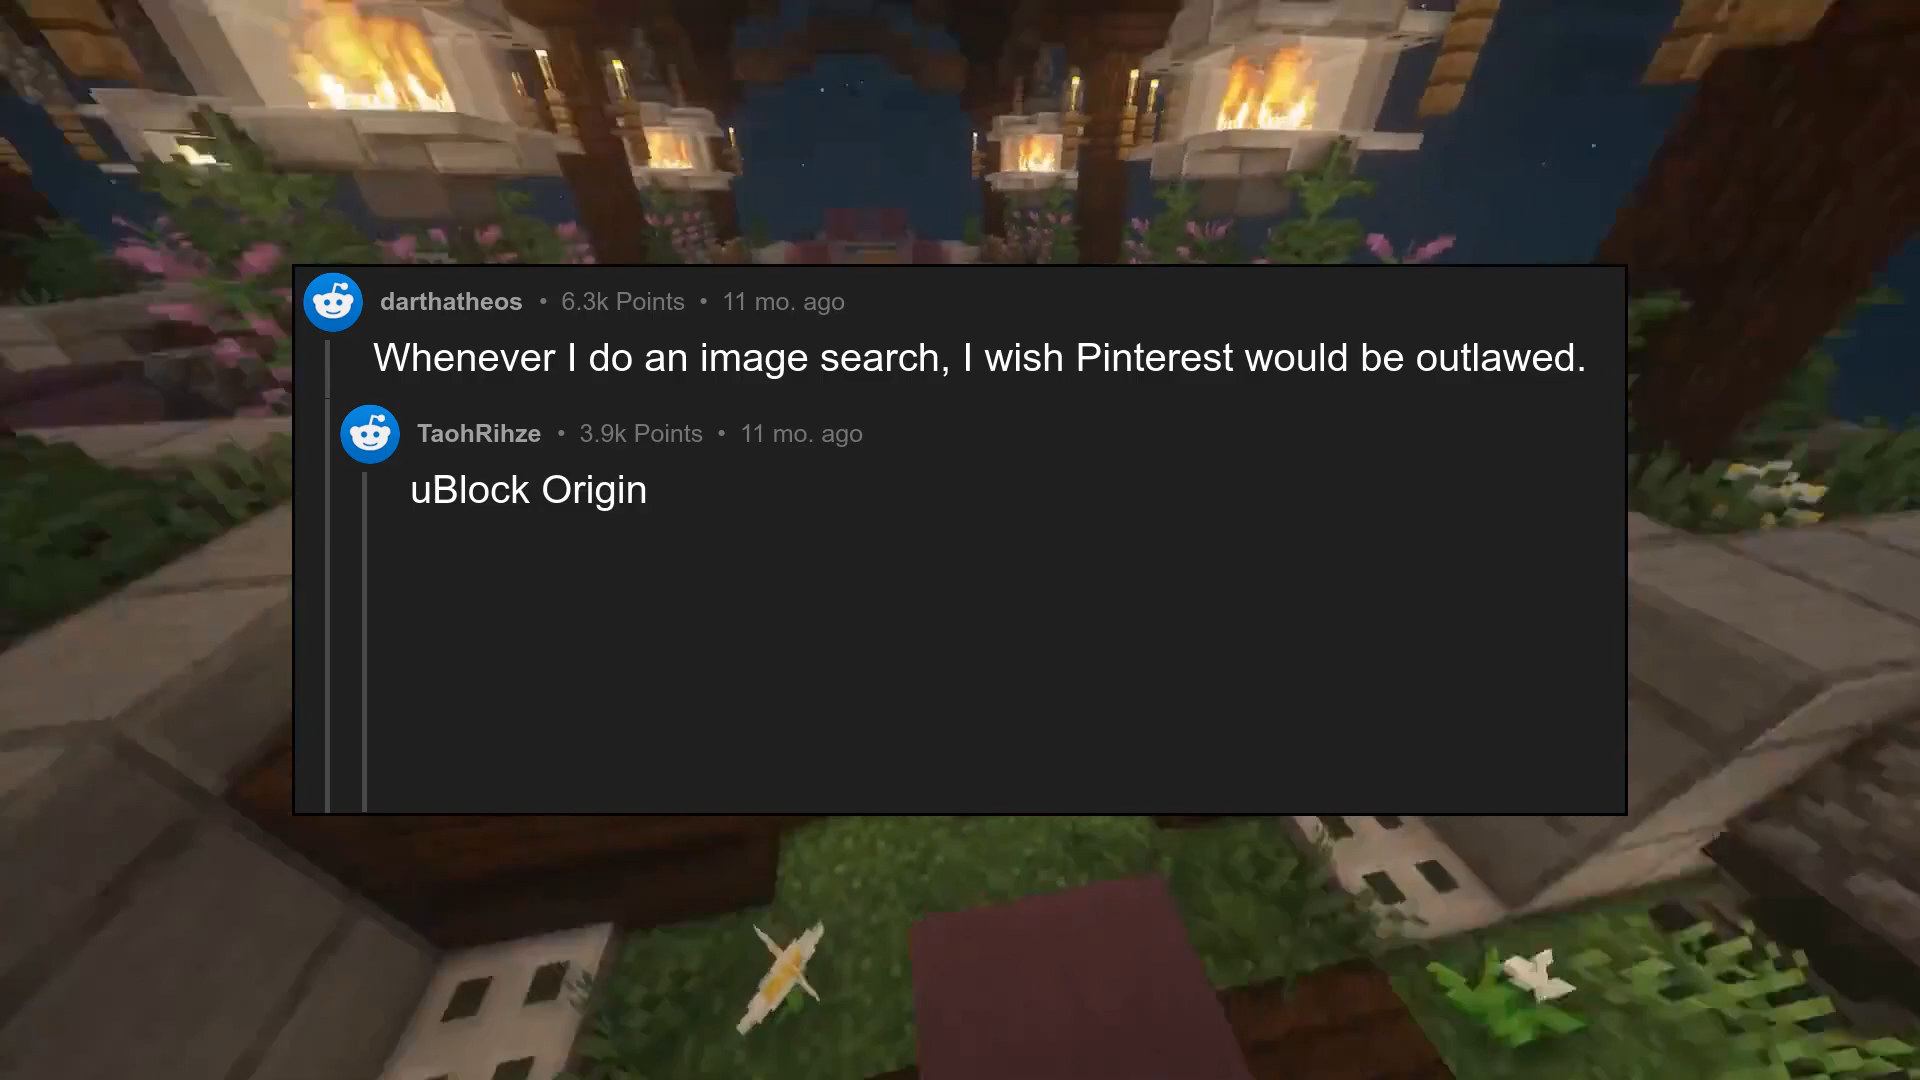 darthatheos • 6.3k Points • 11 mo. ago
Whenever I do an image search, I wish Pinterest would be outlawed.
TaohRihze • 3.9k Points • 11 mo. ago
uBlock Origin